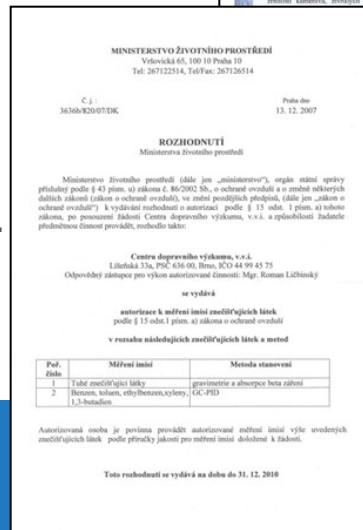 MINISTERSTVO ŽIVOTNÍHO PROSTŘEDÍ
Vršovická 65, 100 10 Praha 10
Tel: 267122514, Tel/Fax: 267126514
Č. j. :
3636b/820/07/DK
Praha dne
13. 12. 2007
ROZHODNUTÍ
Ministerstva životního prostředí
Ministerstvo životního prostředí (dále jen „ministerstvo“), orgán státní správy
příslušný podle § 43 písm. u) zákona č. 86/2002 Sb., o ochraně ovzduší a o změně některých
dalších zákonů (zákon o ochraně ovzduší), ve znění pozdějších předpisů, (dále jen „zákon o
ochraně ovzduší“) k vydávání rozhodnutí o autorizaci podle § 15 odst. 1 písm. a) tohoto
zákona, po posouzení žádosti Centra dopravního výzkumu, v.v.i. a způsobilosti žadatele
předmětnou činnost provádět, rozhodlo takto:
Centru dopravního výzkumu, v.v.i.
Líšeňská 33a, PSČ 636 00, Brno, IČO 44 99 45 75
Odpovědný zástupce pro výkon autorizované činnosti: Mgr. Roman Ličbinský
se vydává
autorizace k měření imisí znečišťujících látek
podle § 15 odst.1 písm. a) zákona o ochraně ovzduší
v rozsahu následujících znečišťujících látek a metod
Poř. číslo Měření imisí Metoda stanovení
1 Tuhé znečišťující látky gravimetrie a absorpce beta záření
2 Benzen, toluen, ethylbenzen,xyleny, GC-PID
1,3-butadien
Autorizovaná osoba je povinna provádět autorizované měření imisí výše uvedených
znečišťujících látek podle příručky jakosti pro měření imisí doložené k žádosti.
Toto rozhodnutí se vydává na dobu do 31. 12. 2010